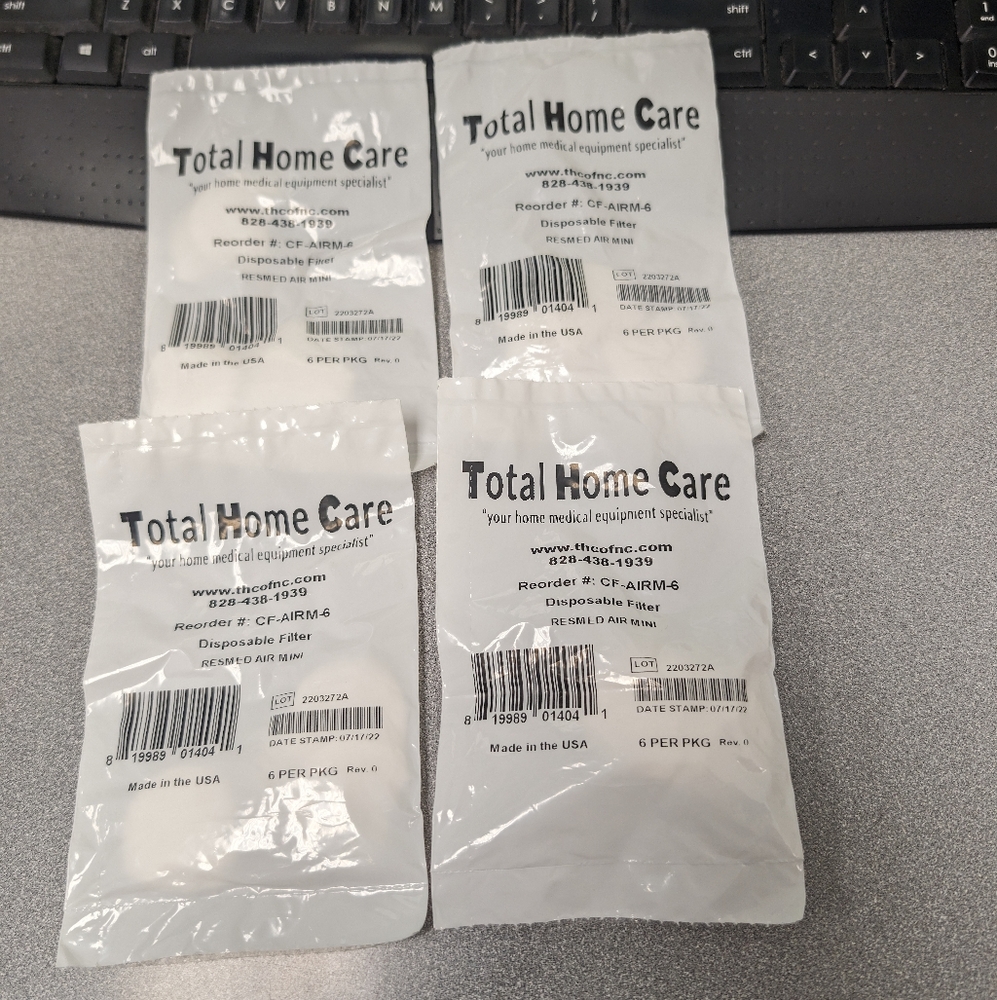 shift
Z X C V B N M < > ? /
shift
^
1
end
ctrl
alt
ctrl
<
v
>
0
ins
Total Home Care
"your home medical equipment specialist"
www.thcofnc.com
828-438-1939
Reorder #: CF-AIRM-6
Disposable Filter
RESMED AIR MINI
LOT 2203272A
DATE STAMP: 07/17/22
8 19989 01404 1
Made in the USA
6 PER PKG Rev. 0
Total Home Care
"your home medical equipment specialist"
www.thcofnc.com
828-438-1939
Reorder #: CF-AIRM-6
Disposable Filter
RESMED AIR MINI
LOT 2203272A
DATE STAMP: 07/17/22
8 19989 01404 1
Made in the USA
6 PER PKG Rev. 0
Total Home Care
"your home medical equipment specialist"
www.thcofnc.com
828-438-1939
Reorder #: CF-AIRM-6
Disposable Filter
RESMED AIR MINI
LOT 2203272A
DATE STAMP: 07/17/22
8 19989 01404 1
Made in the USA
6 PER PKG Rev. 0
Total Home Care
"your home medical equipment specialist"
www.thcofnc.com
828-438-1939
Reorder #: CF-AIRM-6
Disposable Filter
RESMED AIR MINI
LOT 2203272A
DATE STAMP: 07/17/22
8 19989 01404 1
Made in the USA
6 PER PKG Rev. 0